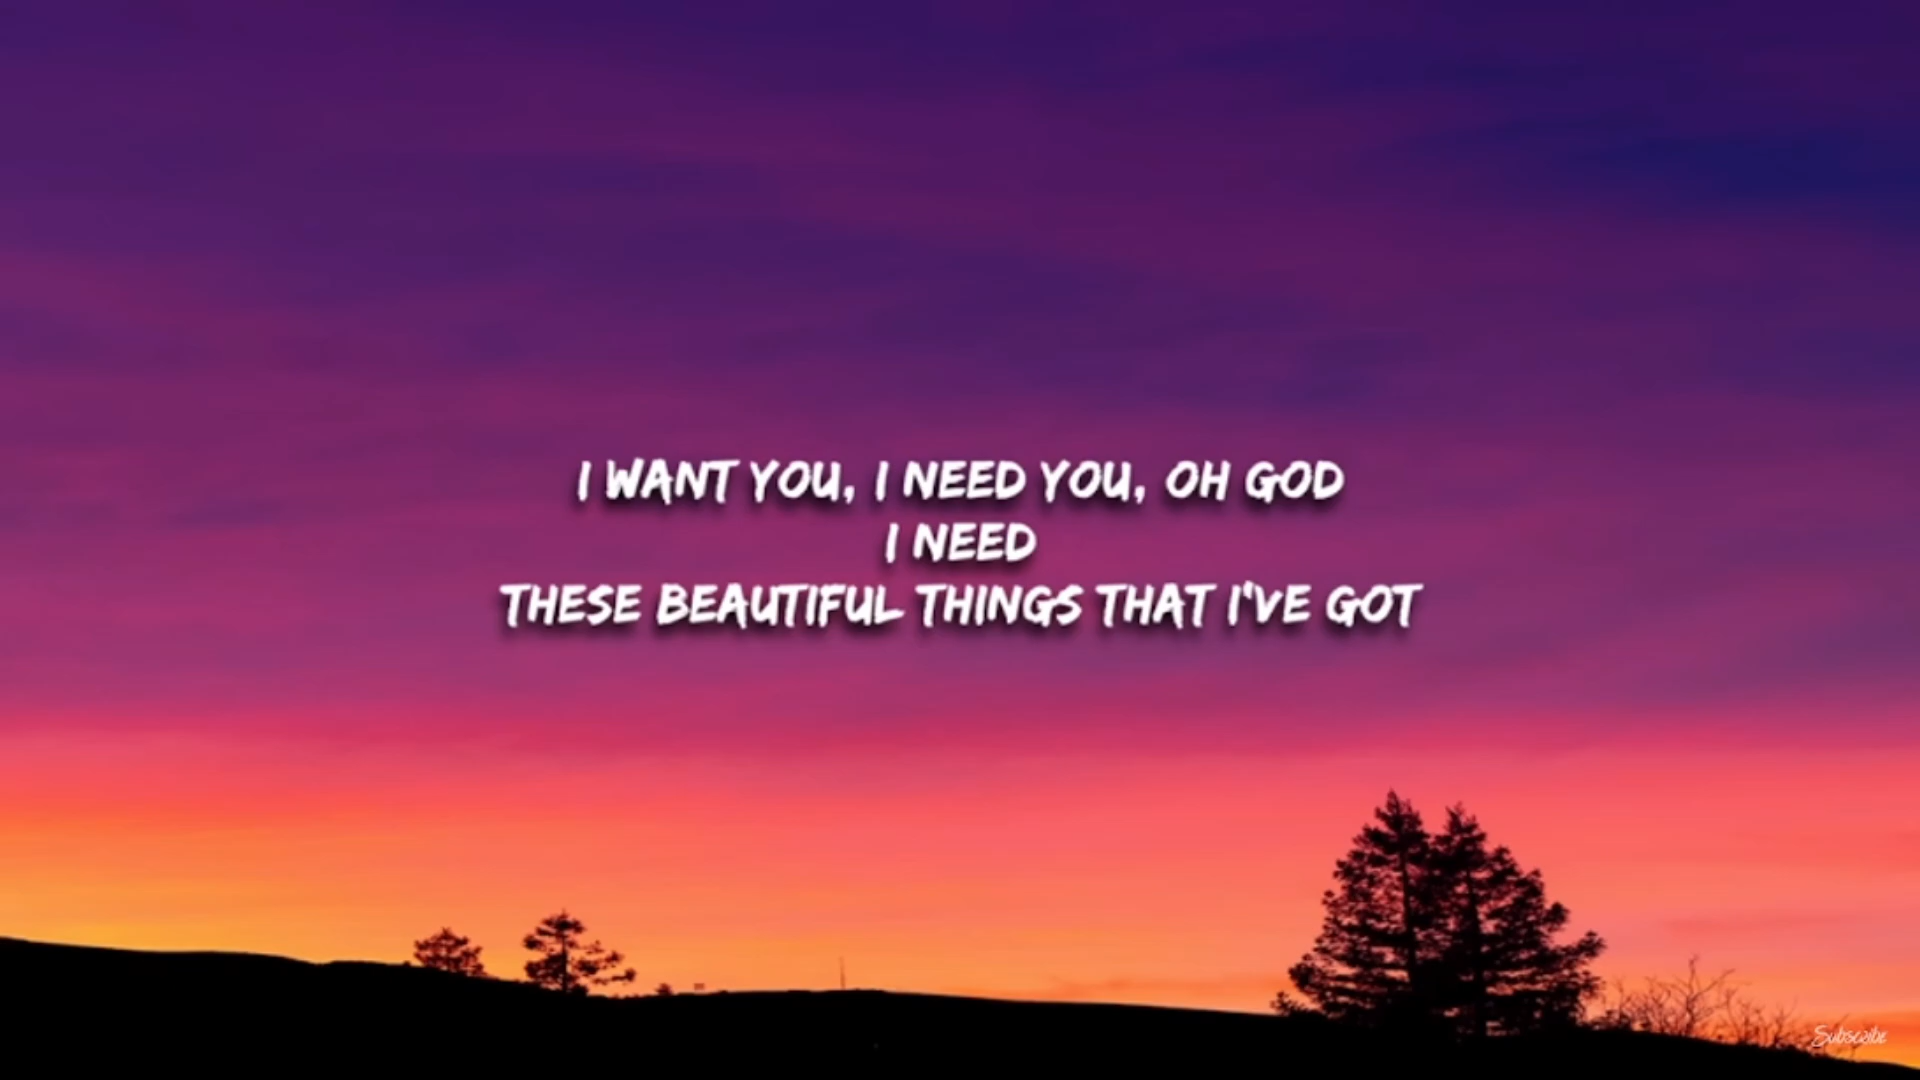 I WANT YOU, I NEED YOU, OH GOD
I NEED
THESE BEAUTIFUL THINGS THAT I'VE GOT
Subscribe